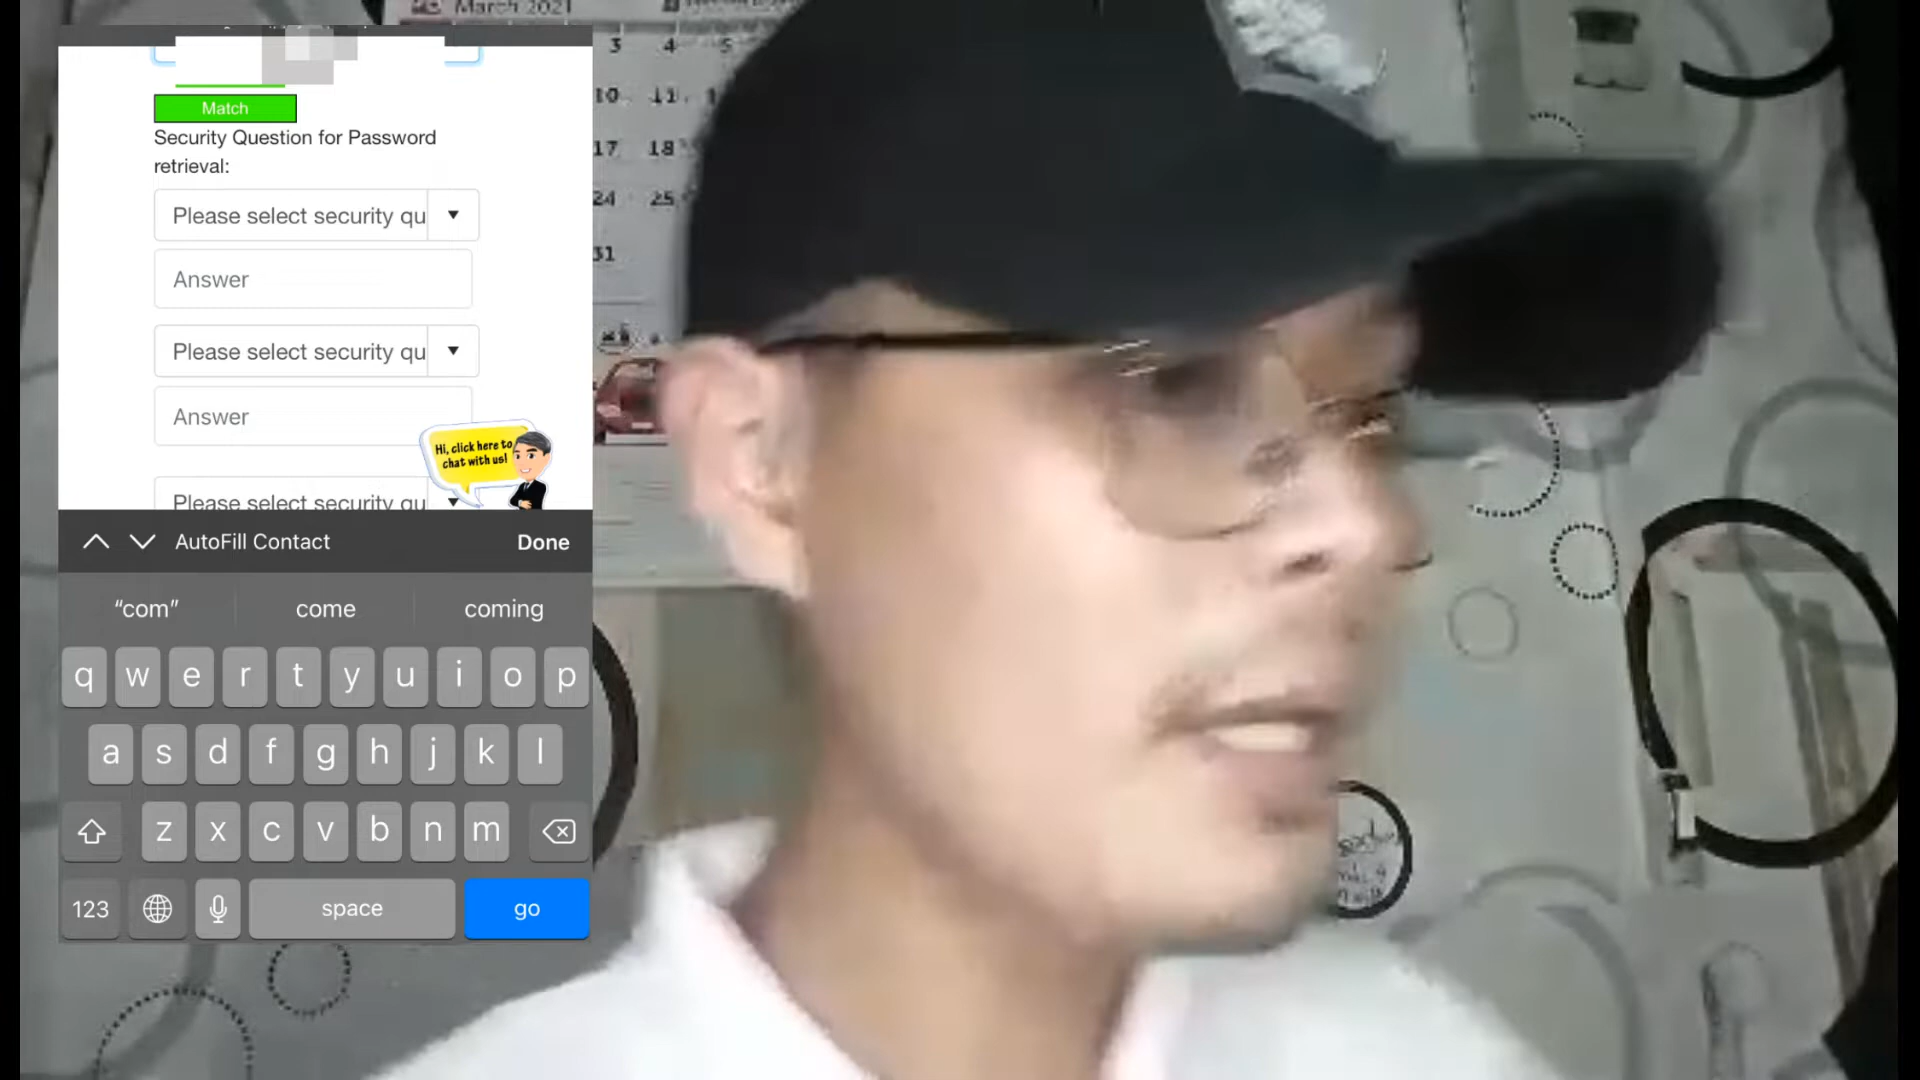 March 2021
3 4 5
10 11 1
17 18
24 25
31
Match
Security Question for Password
retrieval:
Please select security qu
Answer
Please select security qu
Answer
Hi, click here to
chat with us!
Please select security qu
AutoFill Contact Done
“com” come coming
q w e r t y u i o p
a s d f g h j k l
z x c v b n m
123 space go